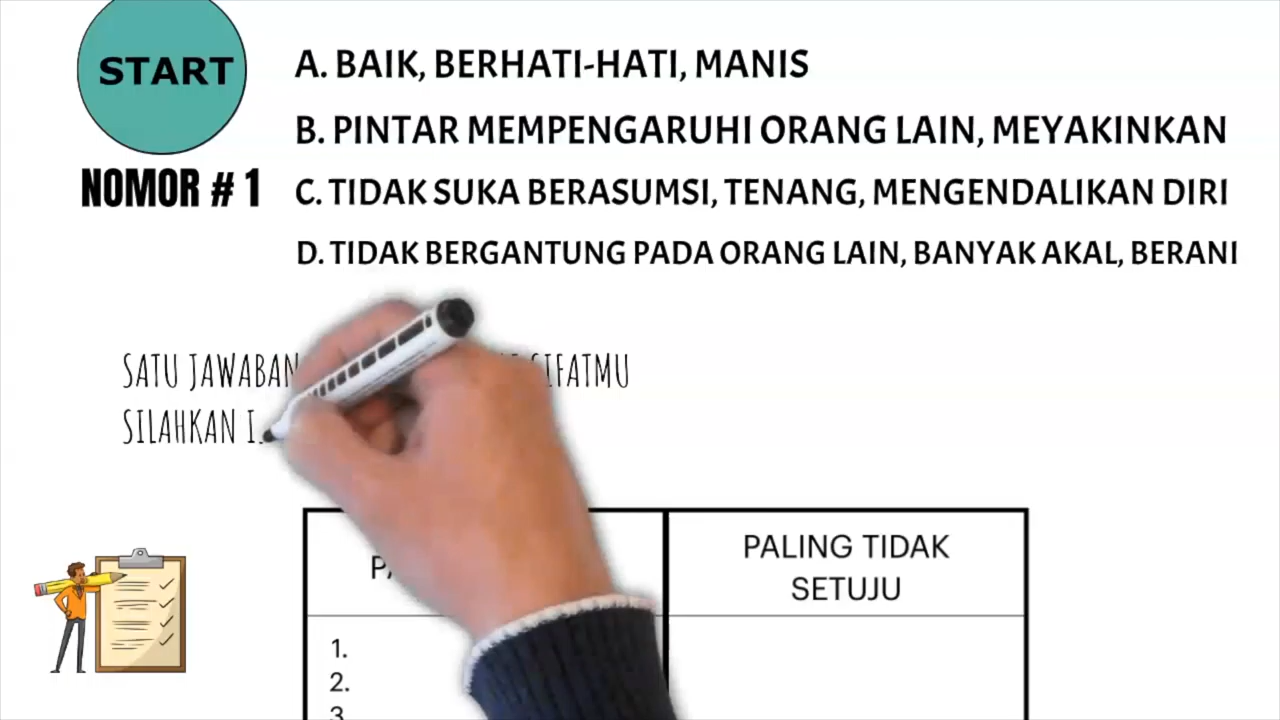 START
NOMOR # 1
A. BAIK, BERHATI-HATI, MANIS
B. PINTAR MEMPENGARUHI ORANG LAIN, MEYAKINKAN
C. TIDAK SUKA BERASUMSI, TENANG, MENGENDALIKAN DIRI
D. TIDAK BERGANTUNG PADA ORANG LAIN, BANYAK AKAL, BERANI
SATU JAWABAN SIFATMU
SILAHKAN
PALING TIDAK
SETUJU
1.
2.
3